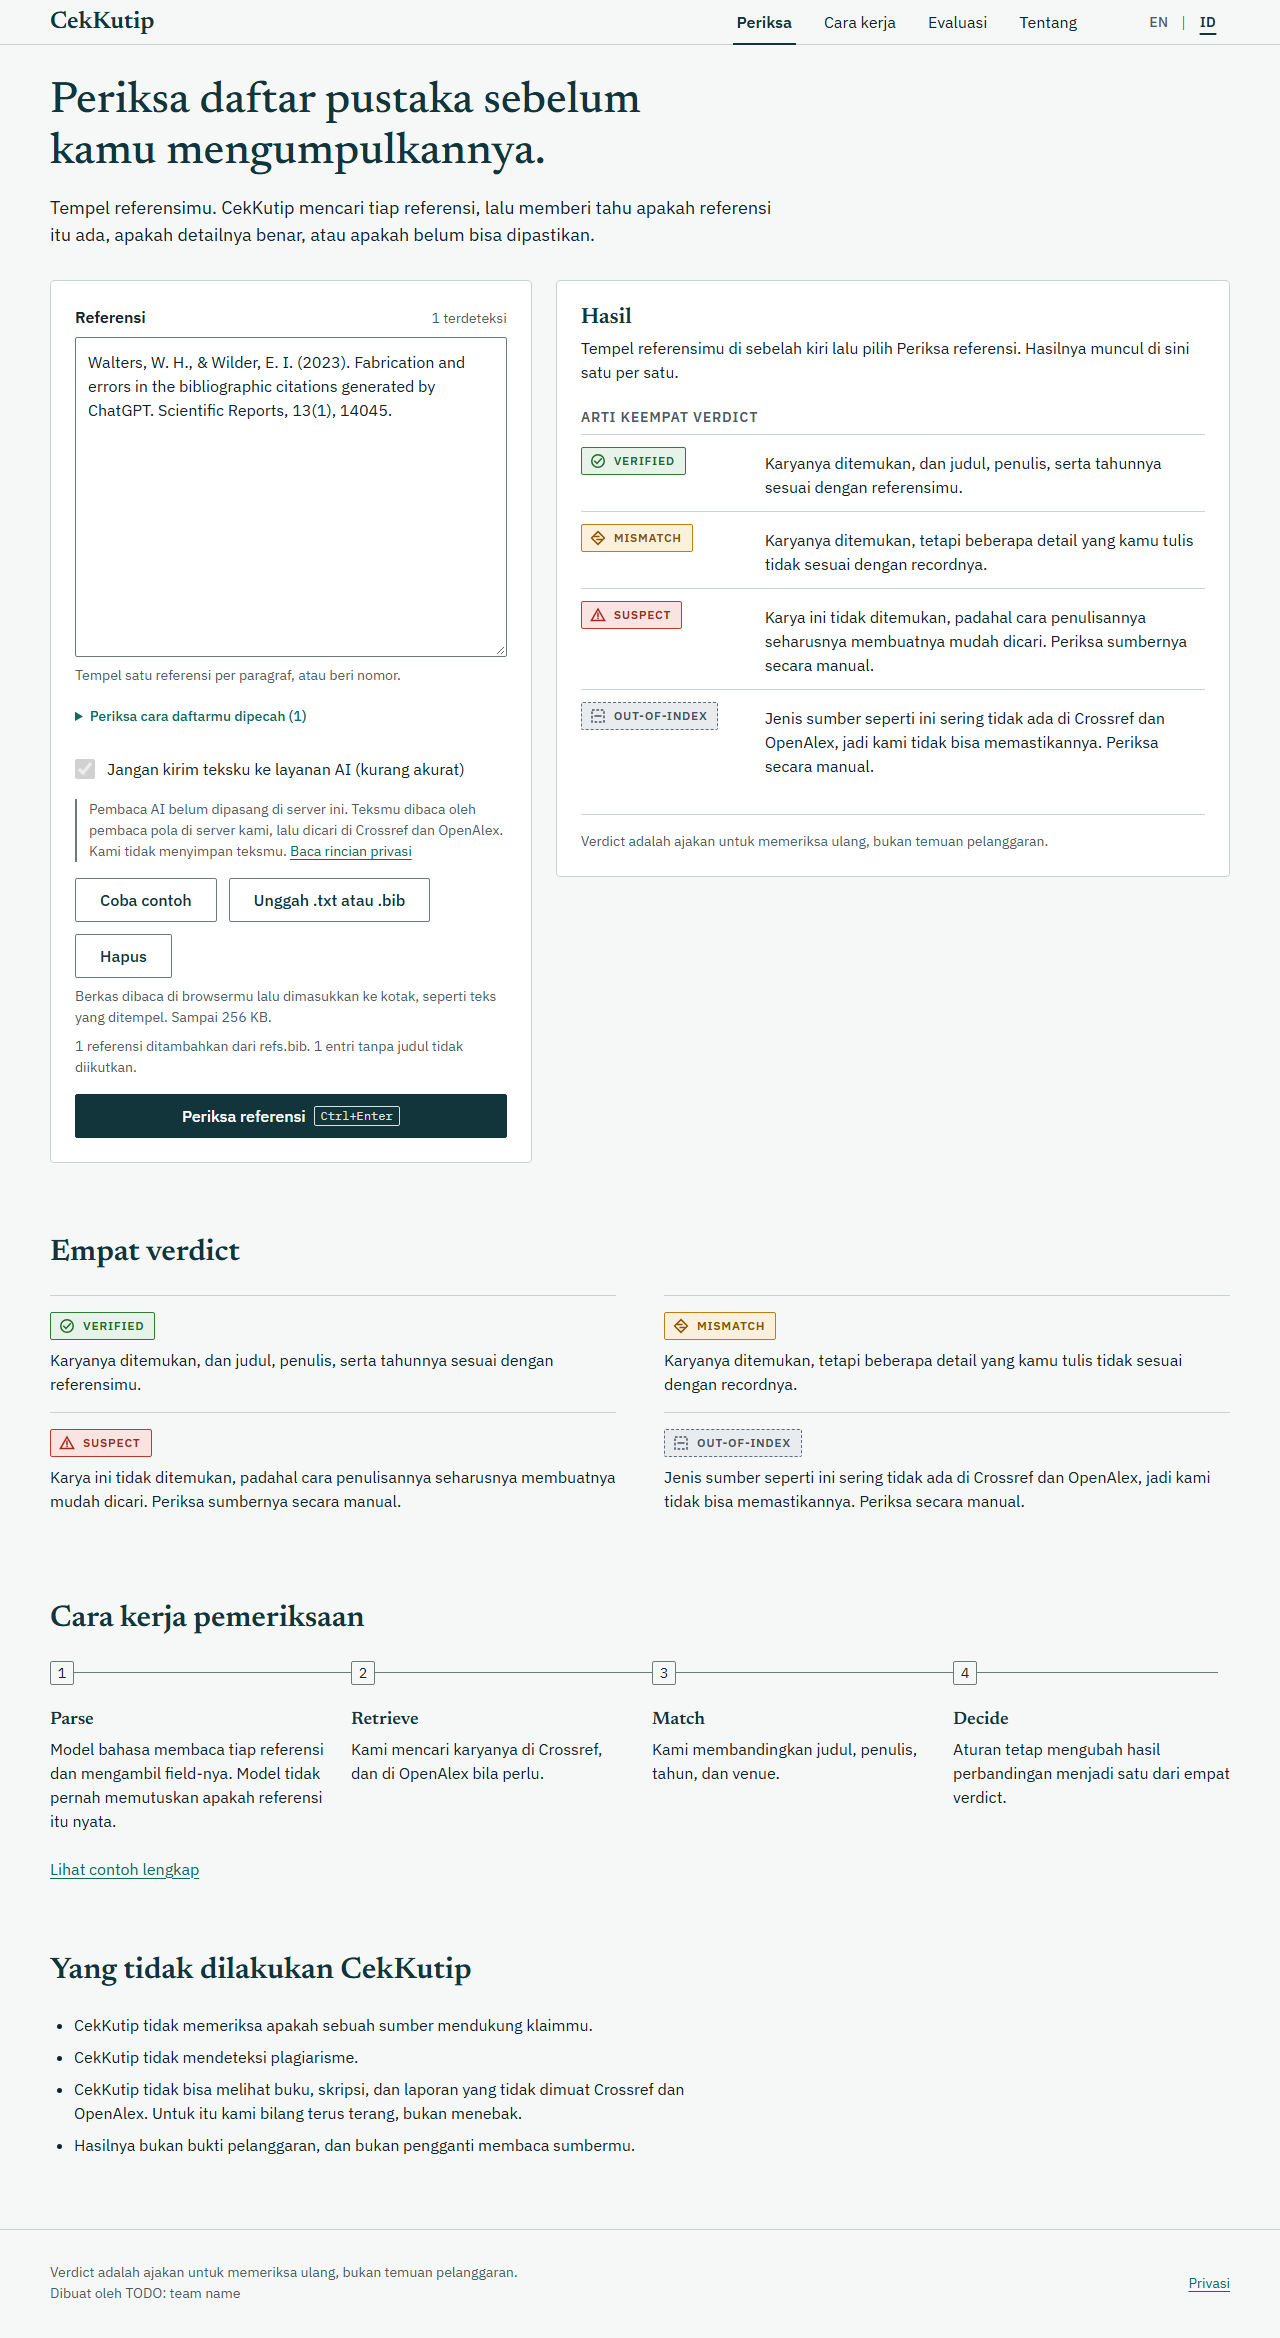 CekKutip
Periksa
Cara kerja
Evaluasi
Tentang
EN | ID
Periksa daftar pustaka sebelum
kamu mengumpulkannya.
Tempel referensimu. CekKutip mencari tiap referensi, lalu memberi tahu apakah referensi
itu ada, apakah detailnya benar, atau apakah belum bisa dipastikan.
Referensi
1 terdeteksi
Walters, W. H., & Wilder, E. I. (2023). Fabrication and
errors in the bibliographic citations generated by
ChatGPT. Scientific Reports, 13(1), 14045.
Tempel satu referensi per paragraf, atau beri nomor.
Periksa cara daftarmu dipecah (1)
Jangan kirim teksku ke layanan AI (kurang akurat)
Pembaca AI belum dipasang di server ini. Teksmu dibaca oleh
pembaca pola di server kami, lalu dicari di Crossref dan OpenAlex.
Kami tidak menyimpan teksmu. Baca rincian privasi
Coba contoh
Unggah .txt atau .bib
Hapus
Berkas dibaca di browsermu lalu dimasukkan ke kotak, seperti teks
yang ditempel. Sampai 256 KB.
1 referensi ditambahkan dari refs.bib. 1 entri tanpa judul tidak
diikutkan.
Periksa referensi Ctrl+Enter
Hasil
Tempel referensimu di sebelah kiri lalu pilih Periksa referensi. Hasilnya muncul di sini
satu per satu.
ARTI KEEMPAT VERDICT
VERIFIED
Karyanya ditemukan, dan judul, penulis, serta tahunnya
sesuai dengan referensimu.
MISMATCH
Karyanya ditemukan, tetapi beberapa detail yang kamu tulis
tidak sesuai dengan recordnya.
SUSPECT
Karya ini tidak ditemukan, padahal cara penulisannya
seharusnya membuatnya mudah dicari. Periksa sumbernya
secara manual.
OUT-OF-INDEX
Jenis sumber seperti ini sering tidak ada di Crossref dan
OpenAlex, jadi kami tidak bisa memastikannya. Periksa
secara manual.
Verdict adalah ajakan untuk memeriksa ulang, bukan temuan pelanggaran.
Empat verdict
VERIFIED
Karyanya ditemukan, dan judul, penulis, serta tahunnya sesuai dengan
referensimu.
MISMATCH
Karyanya ditemukan, tetapi beberapa detail yang kamu tulis tidak sesuai
dengan recordnya.
SUSPECT
Karya ini tidak ditemukan, padahal cara penulisannya seharusnya membuatnya
mudah dicari. Periksa sumbernya secara manual.
OUT-OF-INDEX
Jenis sumber seperti ini sering tidak ada di Crossref dan OpenAlex, jadi kami
tidak bisa memastikannya. Periksa secara manual.
Cara kerja pemeriksaan
1
Parse
Model bahasa membaca tiap referensi
dan mengambil field-nya. Model tidak
pernah memutuskan apakah referensi
itu nyata.
2
Retrieve
Kami mencari karyanya di Crossref,
dan di OpenAlex bila perlu.
3
Match
Kami membandingkan judul, penulis,
tahun, dan venue.
4
Decide
Aturan tetap mengubah hasil
perbandingan menjadi satu dari empat
verdict.
Lihat contoh lengkap
Yang tidak dilakukan CekKutip
• CekKutip tidak memeriksa apakah sebuah sumber mendukung klaimmu.
• CekKutip tidak mendeteksi plagiarisme.
• CekKutip tidak bisa melihat buku, skripsi, dan laporan yang tidak dimuat Crossref dan
OpenAlex. Untuk itu kami bilang terus terang, bukan menebak.
• Hasilnya bukan bukti pelanggaran, dan bukan pengganti membaca sumbermu.
Verdict adalah ajakan untuk memeriksa ulang, bukan temuan pelanggaran.
Dibuat oleh TODO: team name
Privasi